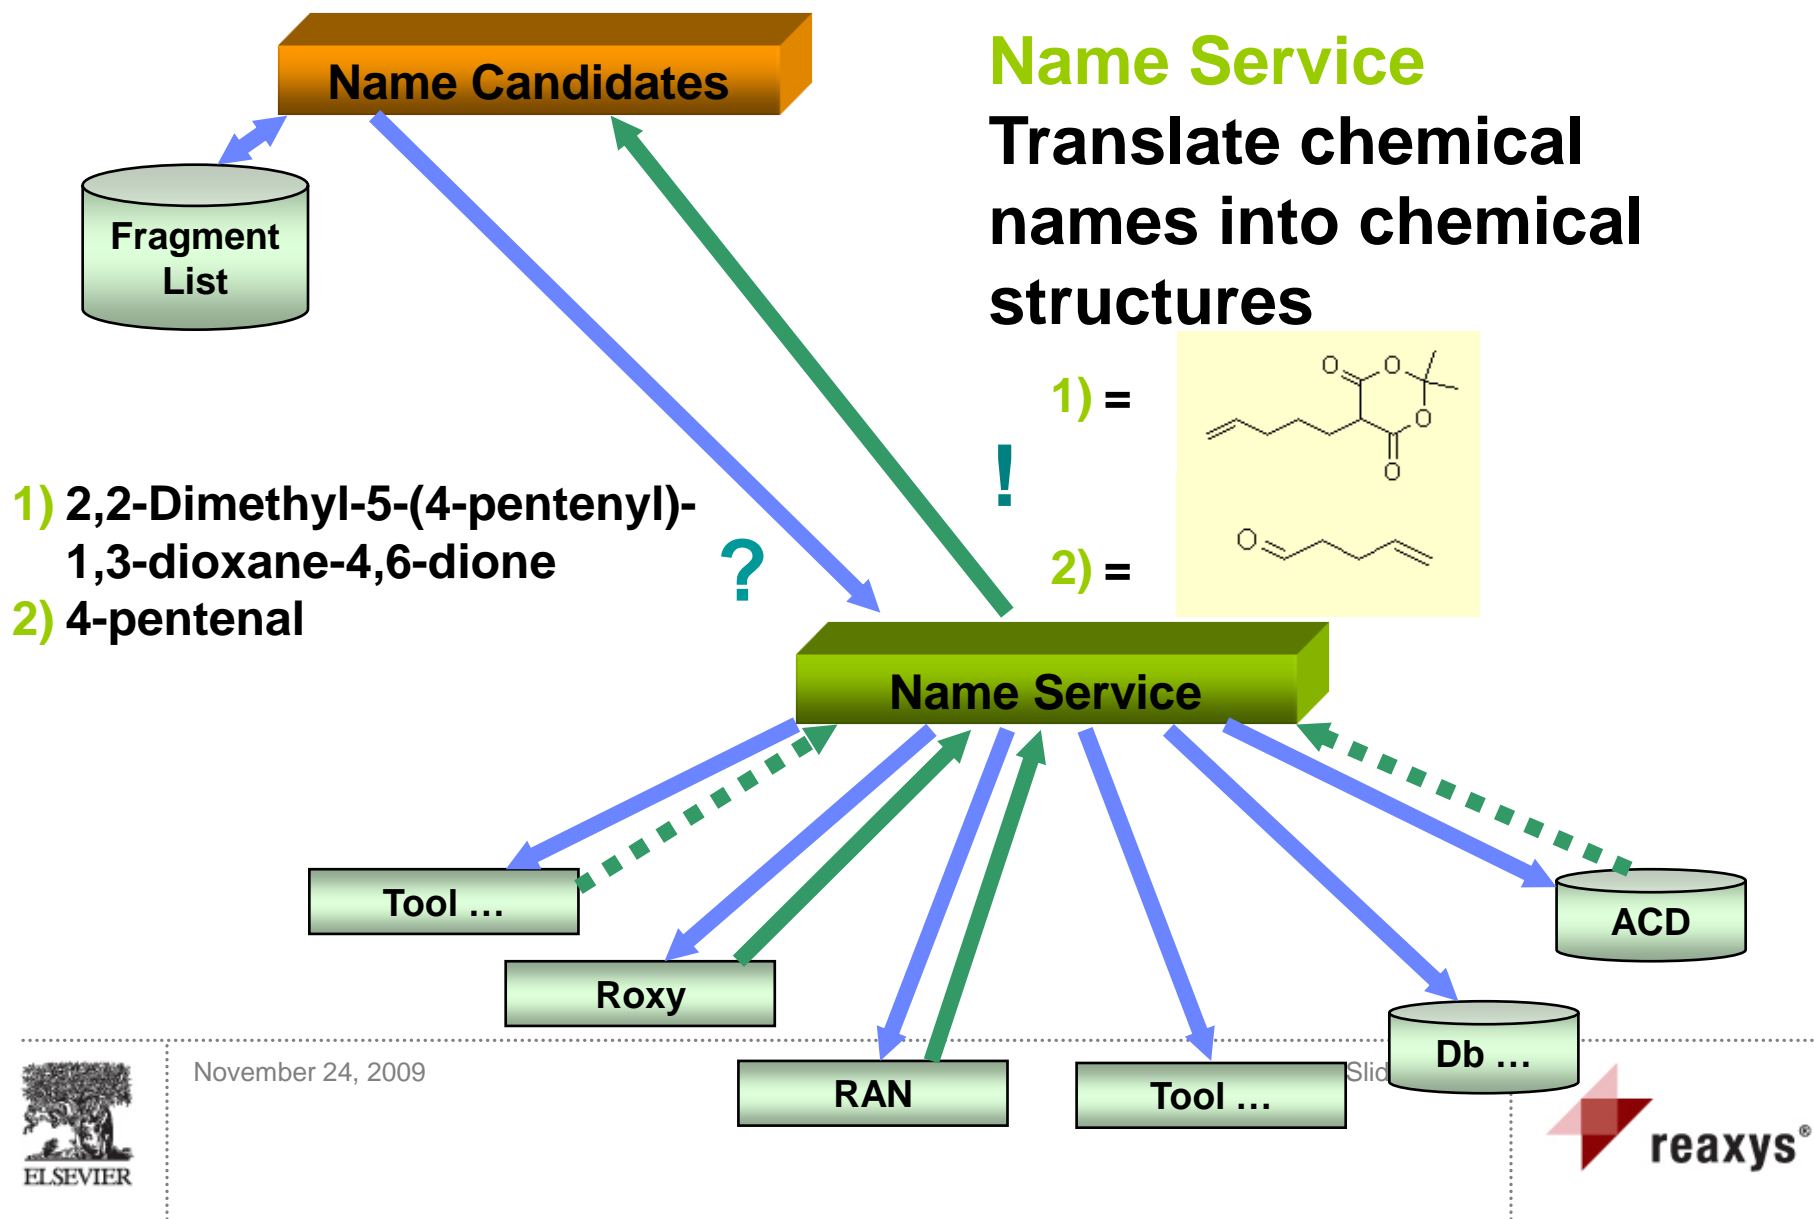 Name Candidates
Name Service
Translate chemical
names into chemical
structures
Fragment
List
1) =
O
O
O
O
!
1) 2,2-Dimethyl-5-(4-pentenyl)-
1,3-dioxane-4,6-dione
2) 4-pentenal
?
2) =
O
Name Service
Tool ...
ACD
Roxy
Db ...
RAN
Tool ...
November 24, 2009
Slid
ELSEVIER
reaxys®